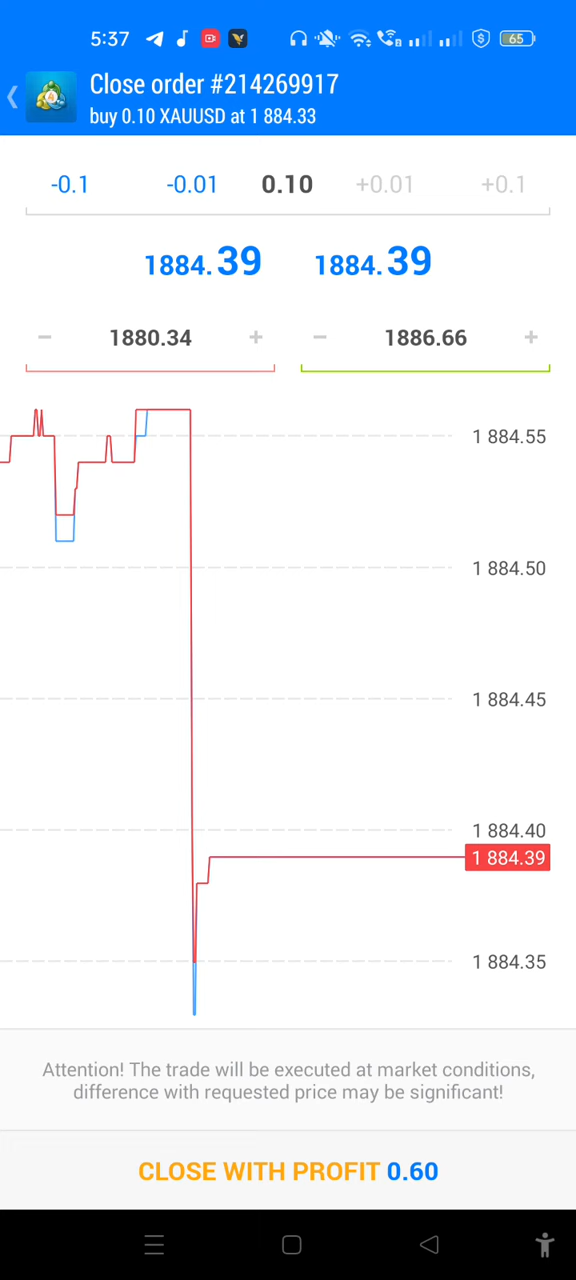 5:37
65
Close order #214269917
buy 0.10 XAUUSD at 1 884.33
-0.1 -0.01 0.10 +0.01 +0.1
1884.39 1884.39
− 1880.34 + − 1886.66 +
1 884.55
1 884.50
1 884.45
1 884.40
1 884.39
1 884.35
Attention! The trade will be executed at market conditions,
difference with requested price may be significant!
CLOSE WITH PROFIT 0.60